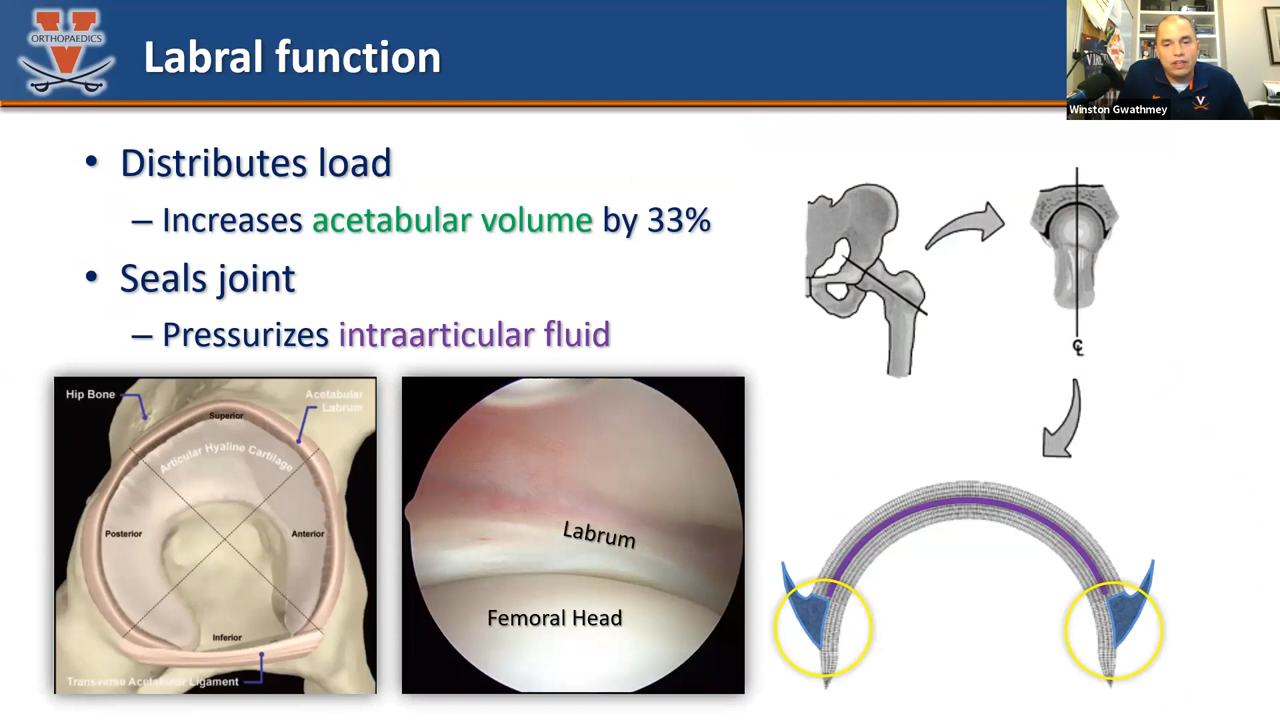 ORTHOPAEDICS
V
Labral function
Winston Gwathmey
• Distributes load
– Increases acetabular volume by 33%
• Seals joint
– Pressurizes intraarticular fluid
Hip Bone
Acetabular
Labrum
Superior
Articular Hyaline Cartilage
Posterior
Anterior
Inferior
Transverse Acetabular Ligament
Labrum
Femoral Head
℄